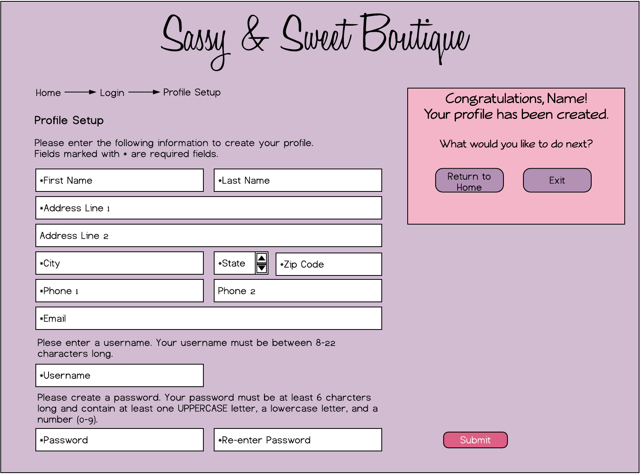 Sassy & Sweet Boutique
Home → Login → Profile Setup
Profile Setup
Please enter the following information to create your profile.
Fields marked with * are required fields.
*First Name
*Last Name
*Address Line 1
Address Line 2
*City
*State
*Zip Code
*Phone 1
Phone 2
*Email
Pleae enter a username. Your username must be between 8-22
characters long.
*Username
Please create a password. Your password must be at least 6 charcters
long and contain at least one UPPERCASE letter, a lowercase letter, and a
number (0-9).
*Password
*Re-enter Password
Congratulations, Name!
Your profile has been created.
What would you like to do next?
Return to
Home
Exit
Submit